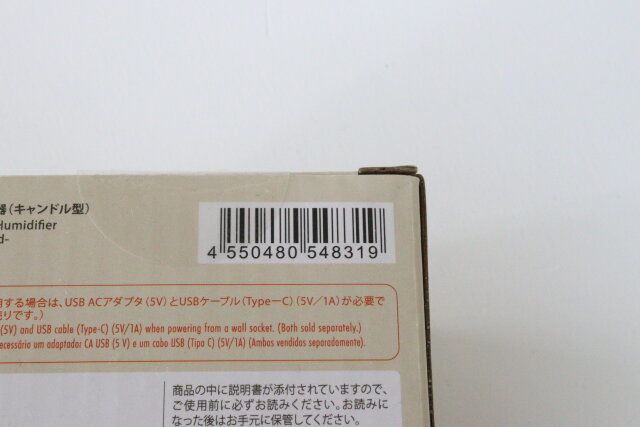 器(キャンドル型)
Humidifier
d-
4 550480 548319
用する場合は、USB ACアダプタ(5V)とUSBケーブル(Type-C)(5V/1A)が必要で
売りです。)
(5V) and USB cable (Type-C) (5V/1A) when powering from a wall socket. (Both sold separately.)
necessário um adaptador CA USB (5 V) e um cabo USB (Tipo C) (5V/1A) (Ambos vendidos separadamente).
商品の中に説明書が添付されていますので、
ご使用前に必ずお読みください。お読みに
なった後はお手元に保管してください。